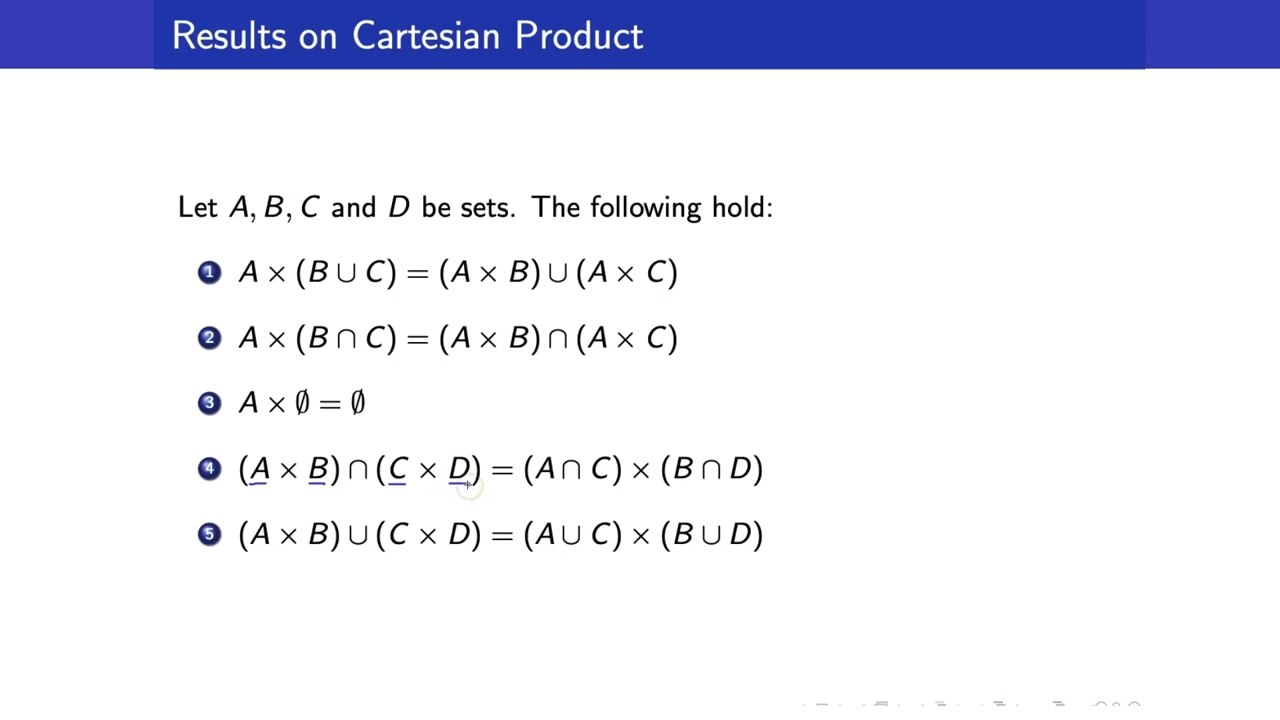 Results on Cartesian Product
Let A, B, C and D be sets. The following hold:
1 A × (B ∪ C) = (A × B) ∪ (A × C)
2 A × (B ∩ C) = (A × B) ∩ (A × C)
3 A × ∅ = ∅
4 (A × B) ∩ (C × D) = (A ∩ C) × (B ∩ D)
5 (A × B) ∪ (C × D) = (A ∪ C) × (B ∪ D)